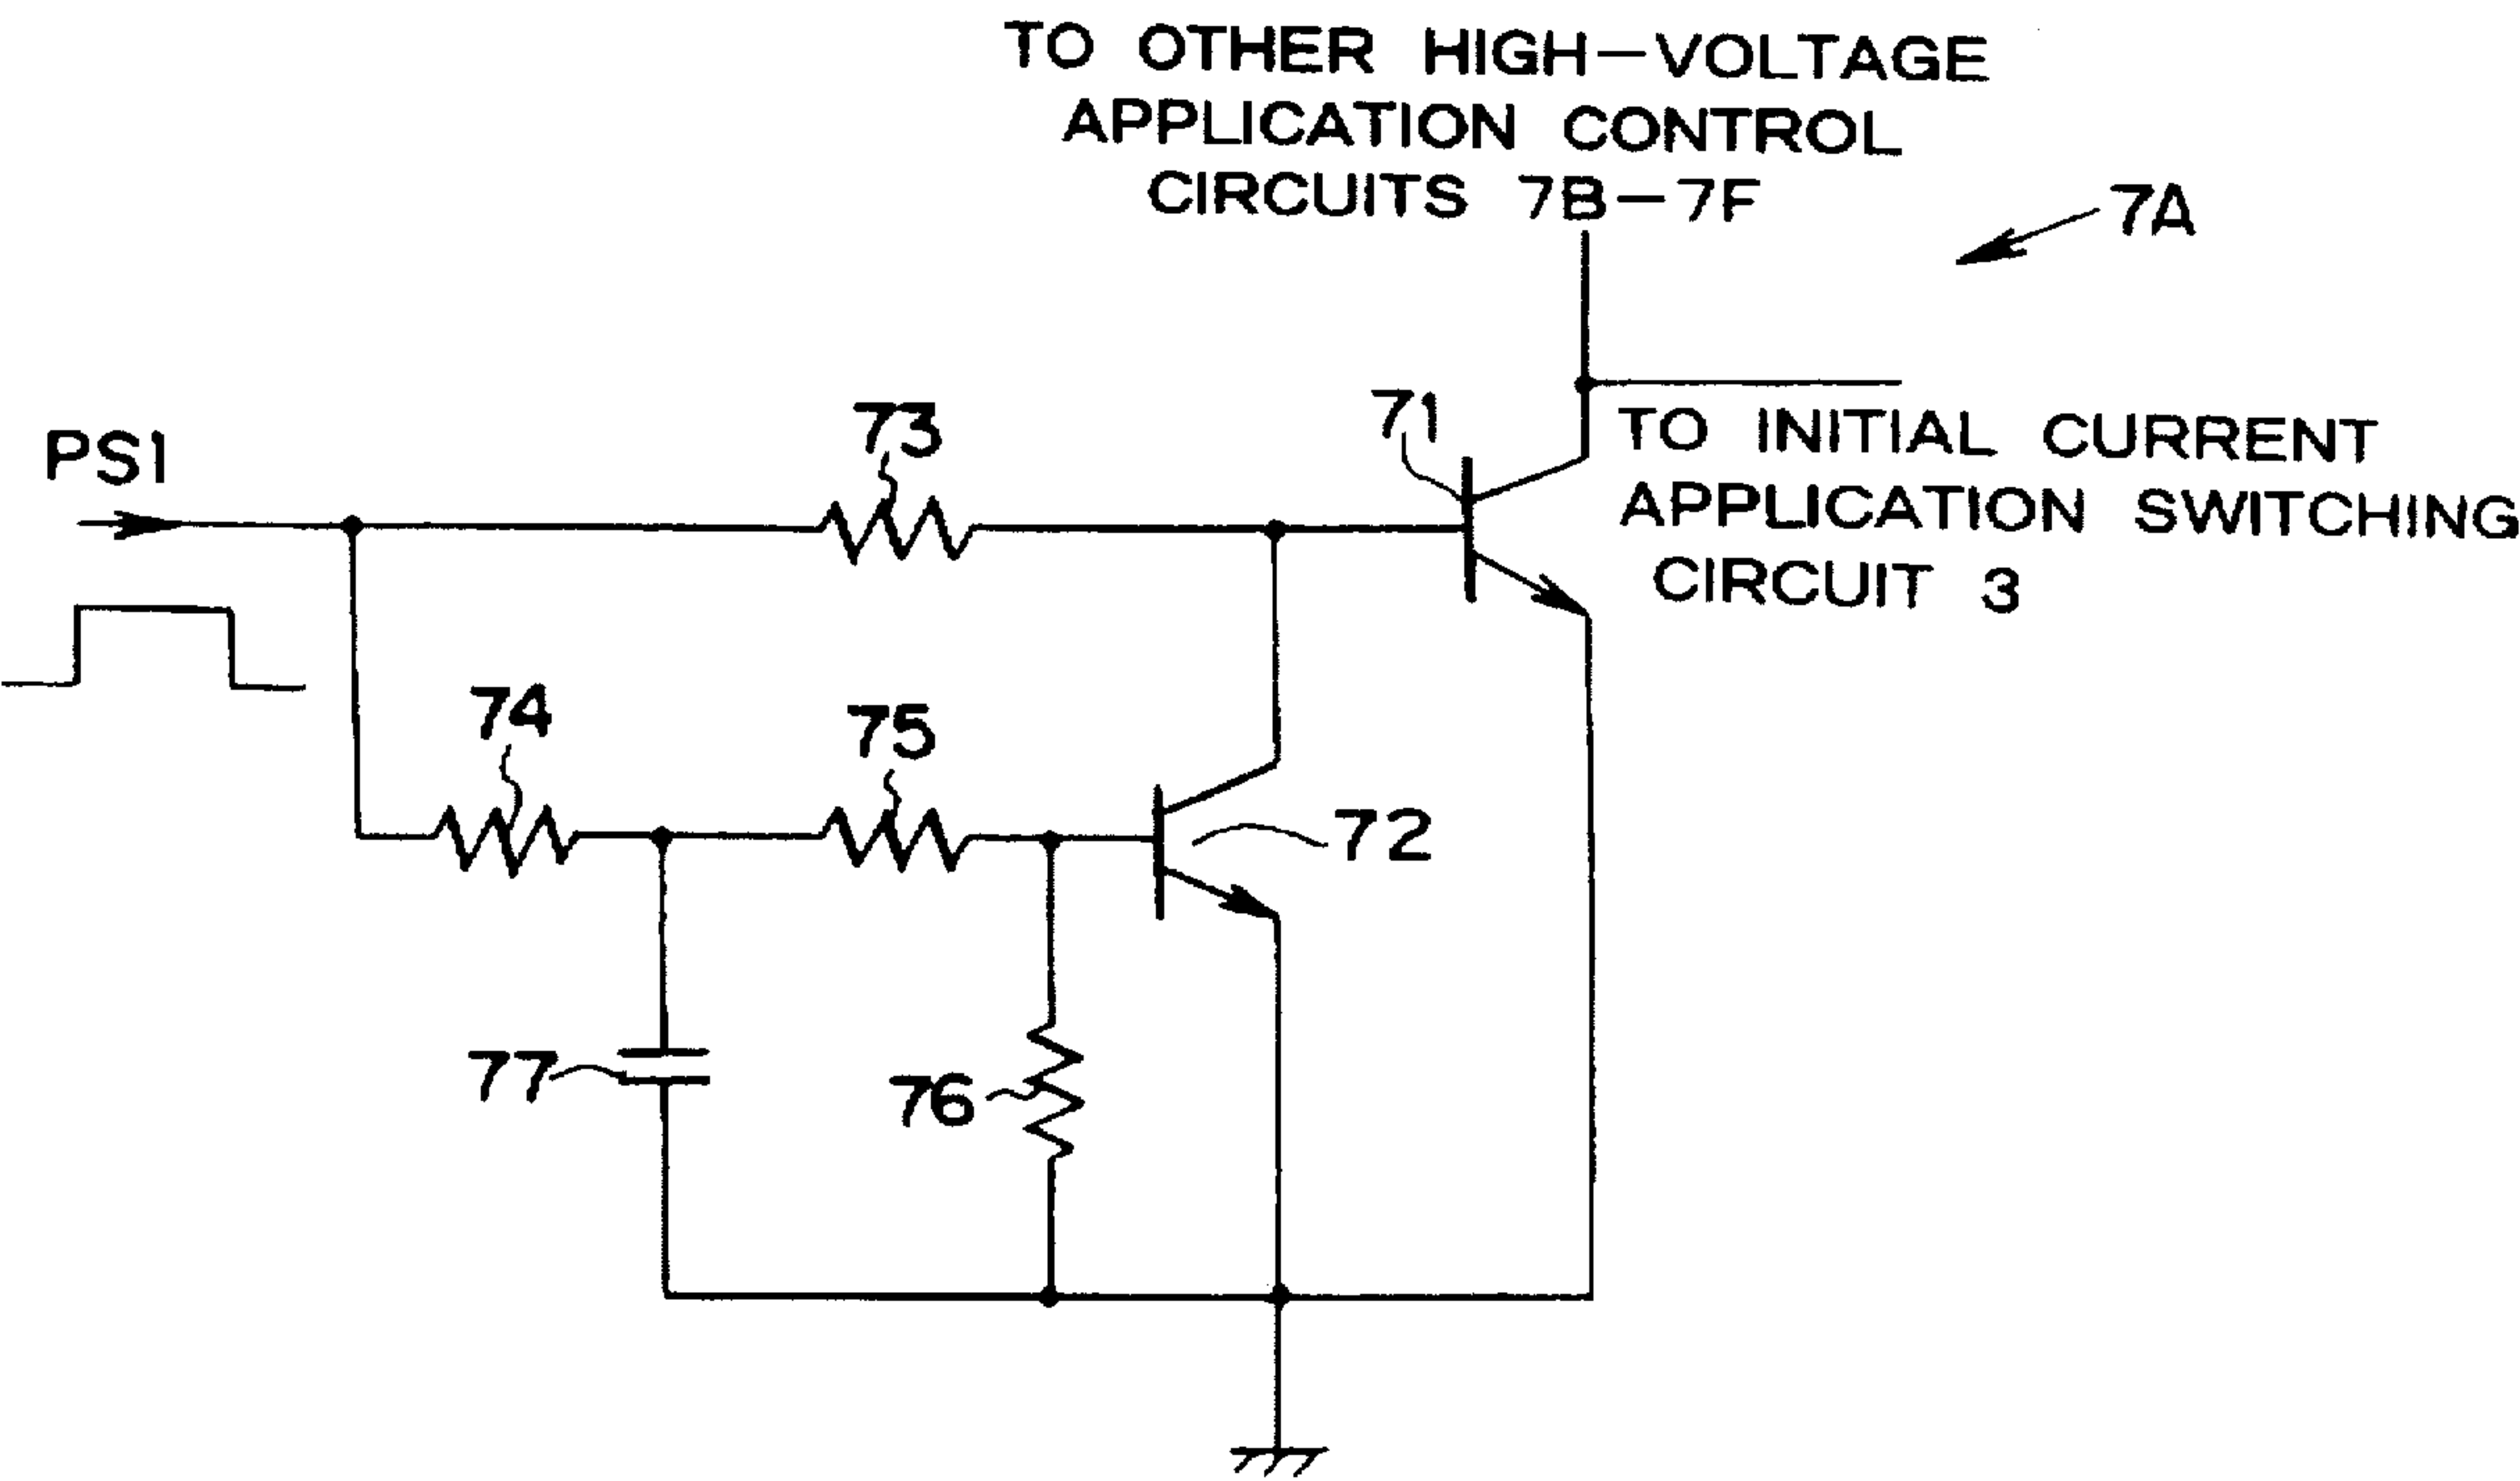 TO OTHER HIGH-VOLTAGE
APPLICATION CONTROL
CIRCUITS 7B-7F
7A
71
TO INITIAL CURRENT
APPLICATION SWITCHING
CIRCUIT 3
73
PS1
74
75
72
77
76